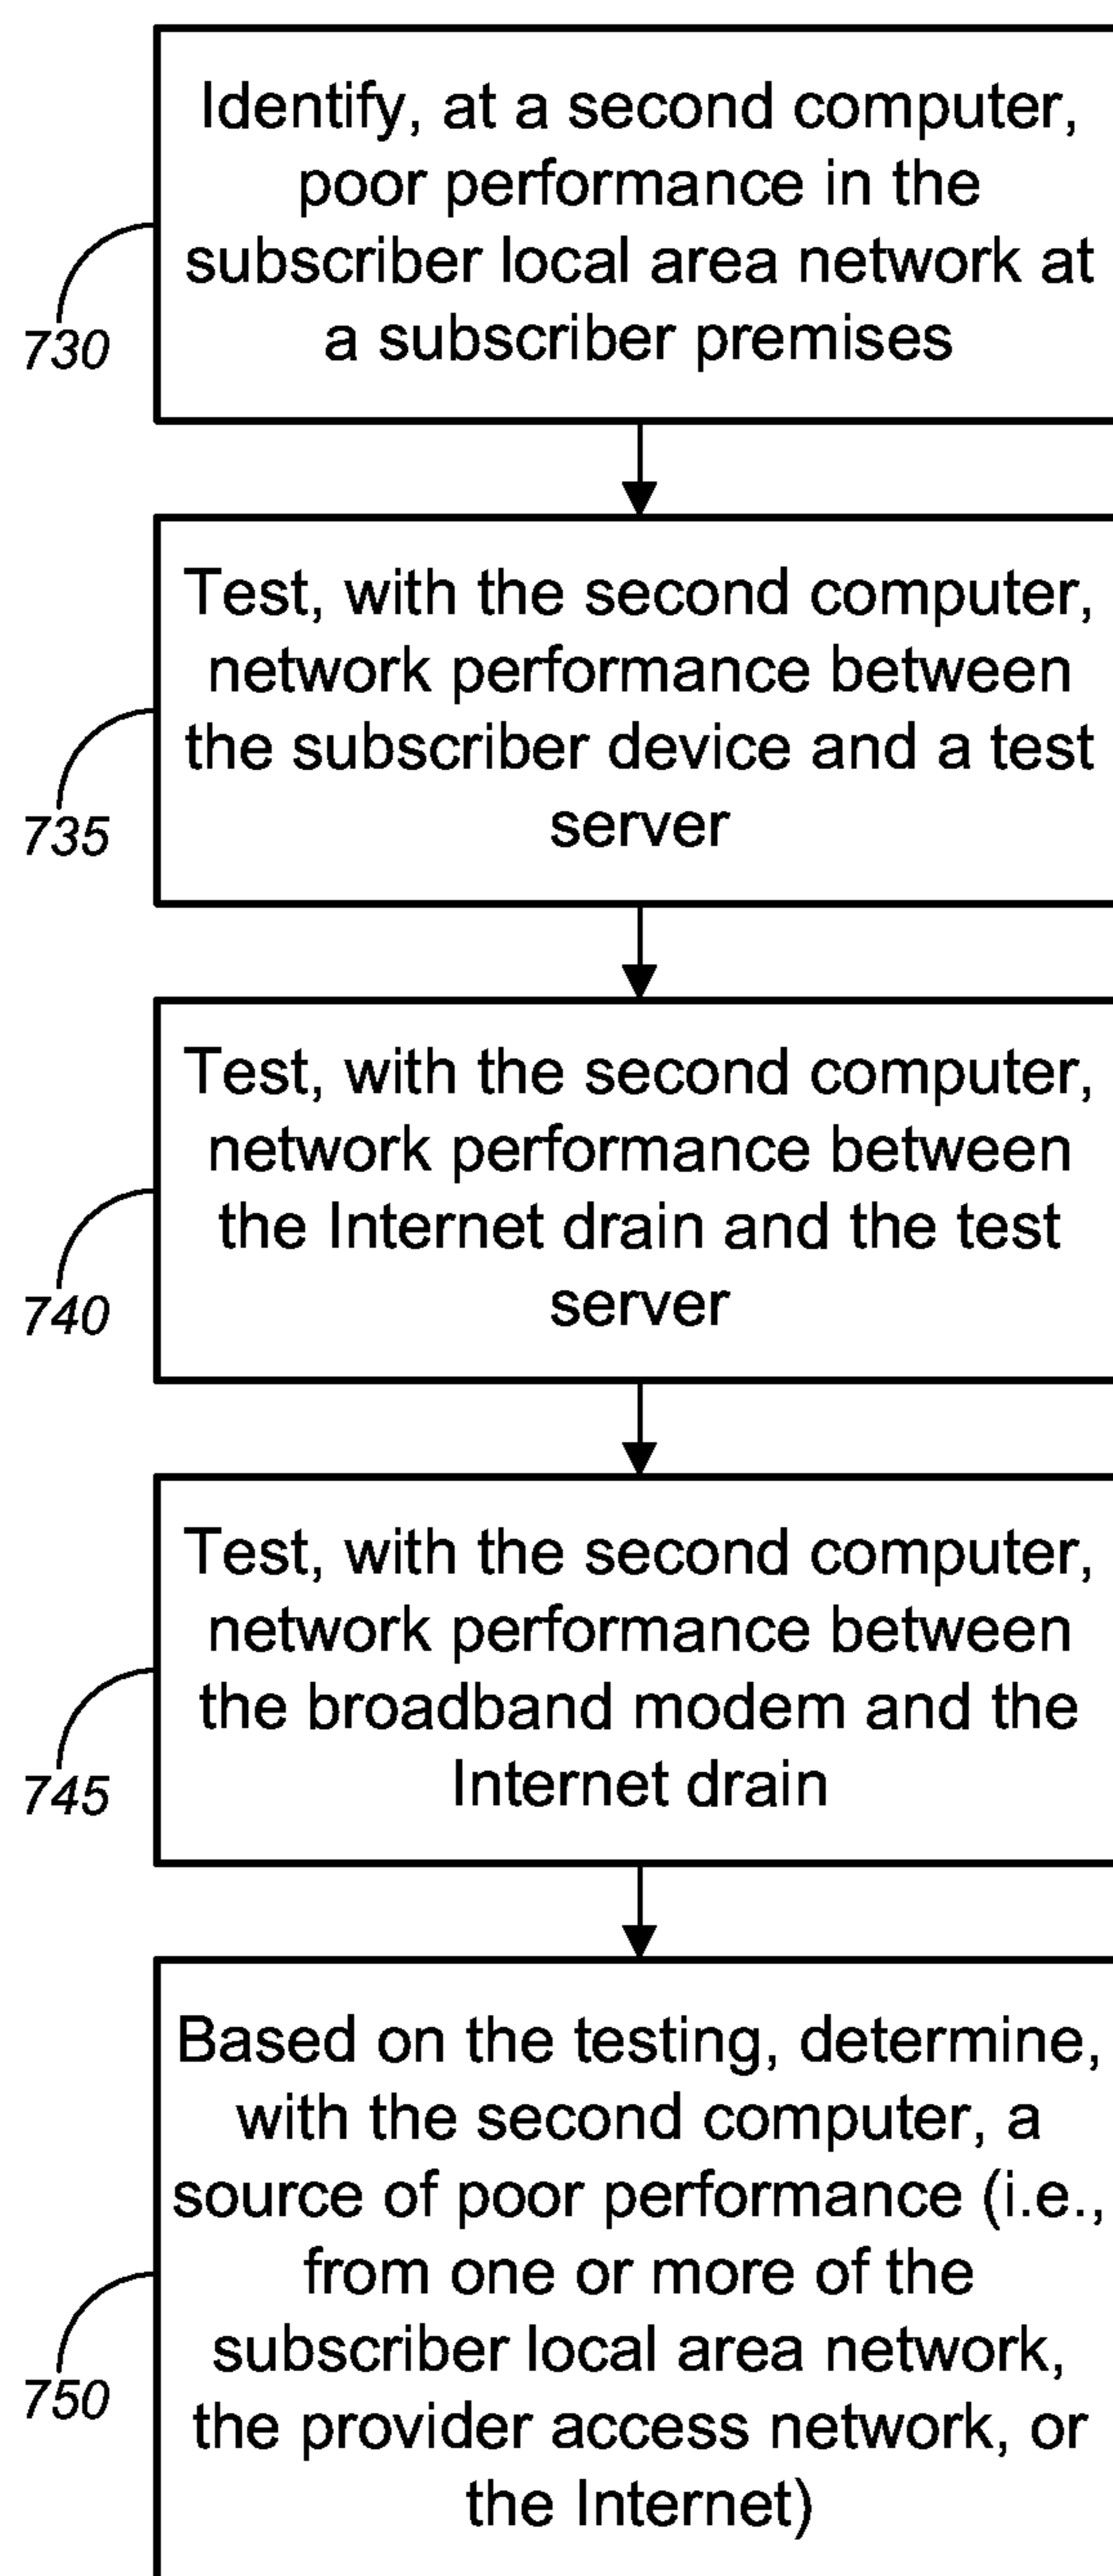 Identify, at a second computer,
poor performance in the
subscriber local area network at
a subscriber premises
730
Test, with the second computer,
network performance between
the subscriber device and a test
server
735
Test, with the second computer,
network performance between
the Internet drain and the test
server
740
Test, with the second computer,
network performance between
the broadband modem and the
Internet drain
745
Based on the testing, determine,
with the second computer, a
source of poor performance (i.e.,
from one or more of the
subscriber local area network,
the provider access network, or
the Internet)
750